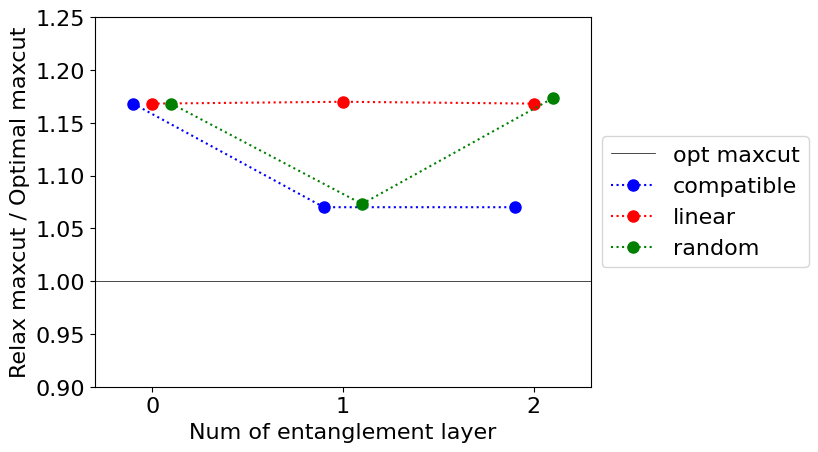 Relax maxcut / Optimal maxcut
1.25
1.20
1.15
1.10
1.05
1.00
0.95
0.90
0
1
2
Num of entanglement layer
opt maxcut
compatible
linear
random